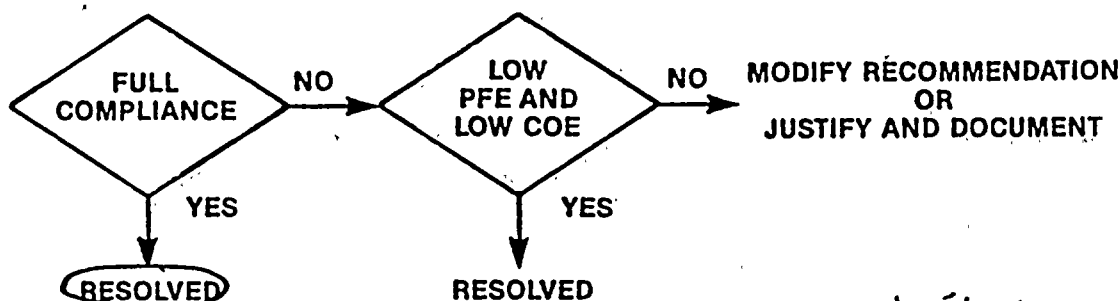 FULL
COMPLIANCE
NO
LOW
PFE AND
LOW COE
NO
MODIFY RECOMMENDATION
OR
JUSTIFY AND DOCUMENT
YES
YES
RESOLVED
RESOLVED